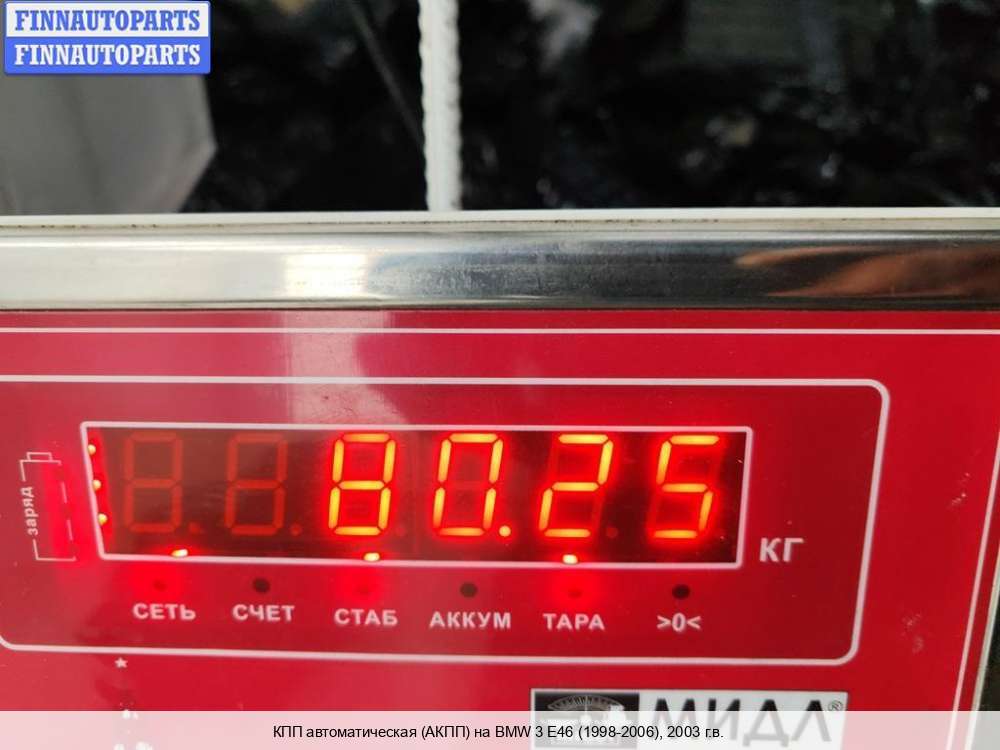 FINNAUTOPARTS
FINNAUTOPARTS
заряд
80.25
КГ
СЕТЬ СЧЕТ СТАБ АККУМ ТАРА >0<
МИДЛ®
КПП автоматическая (АКПП) на BMW 3 E46 (1998-2006), 2003 г.в.